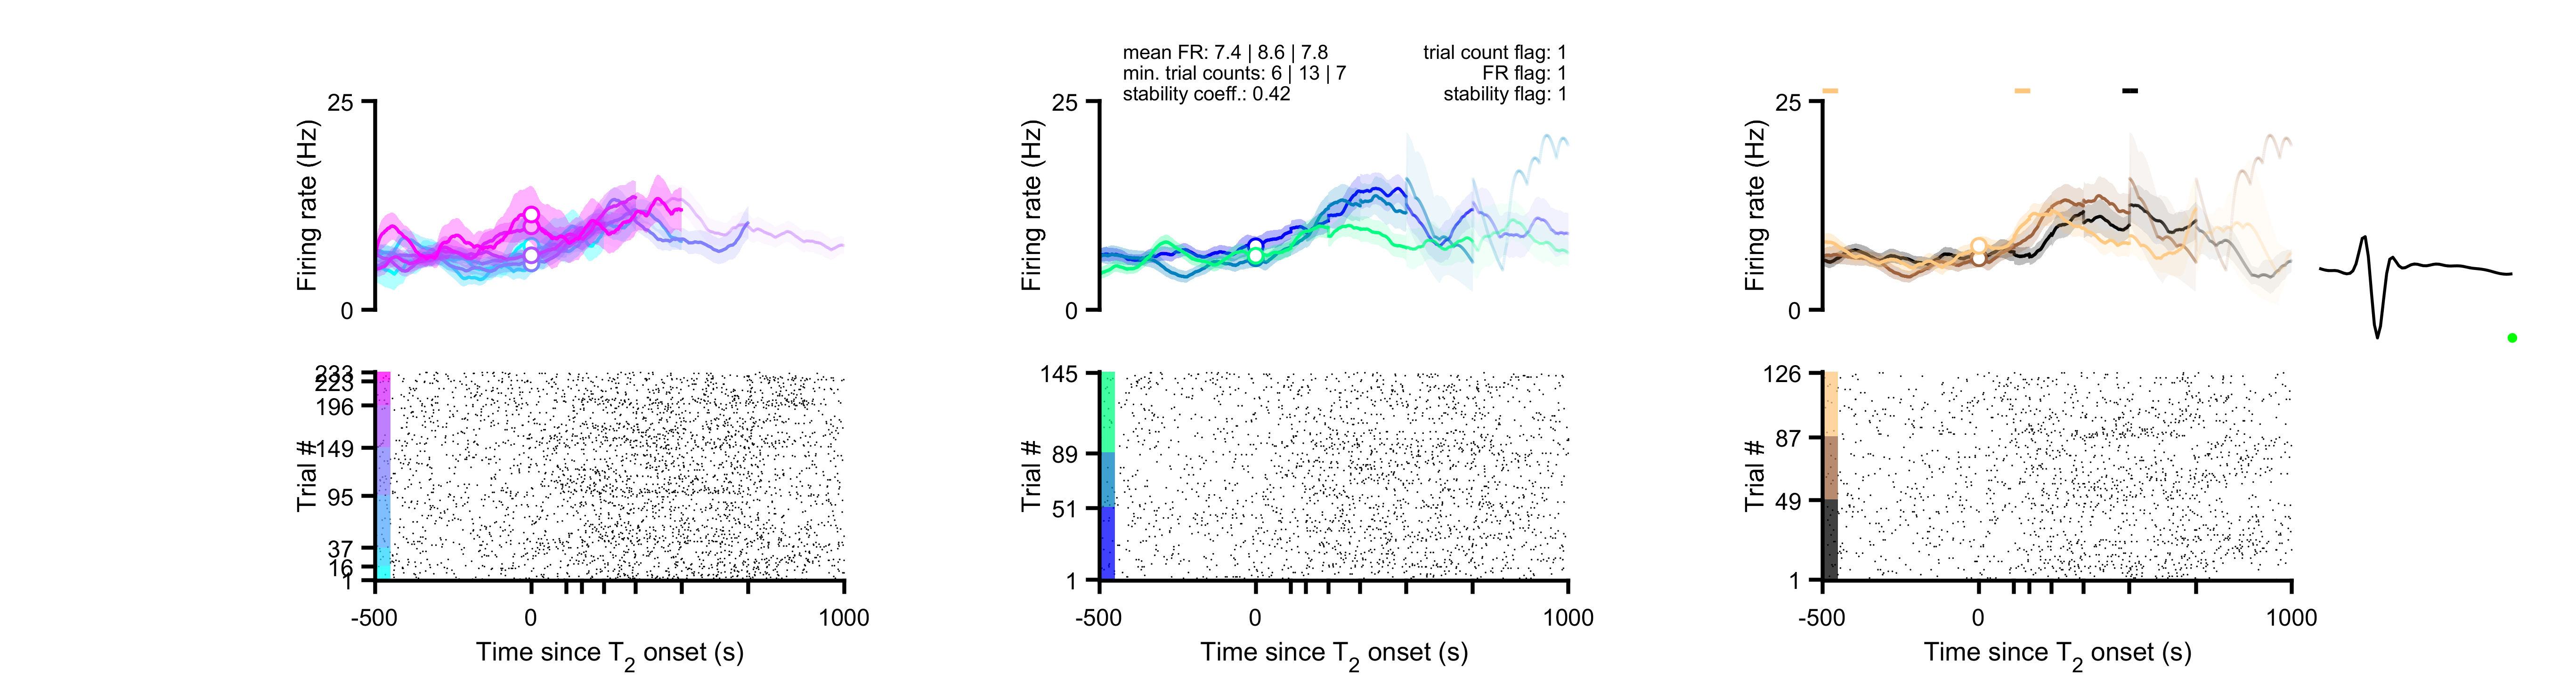 mean FR: 7.4 | 8.6 | 7.8
min. trial counts: 6 | 13 | 7
stability coeff.: 0.42
trial count flag: 1
FR flag: 1
stability flag: 1
25
Firing rate (Hz)
0
25
Firing rate (Hz)
0
25
Firing rate (Hz)
0
233
223
196
149
95
37
16
1
Trial #
-500
0
1000
Time since T2 onset (s)
145
89
51
1
Trial #
-500
0
1000
Time since T2 onset (s)
126
87
49
1
Trial #
-500
0
1000
Time since T2 onset (s)